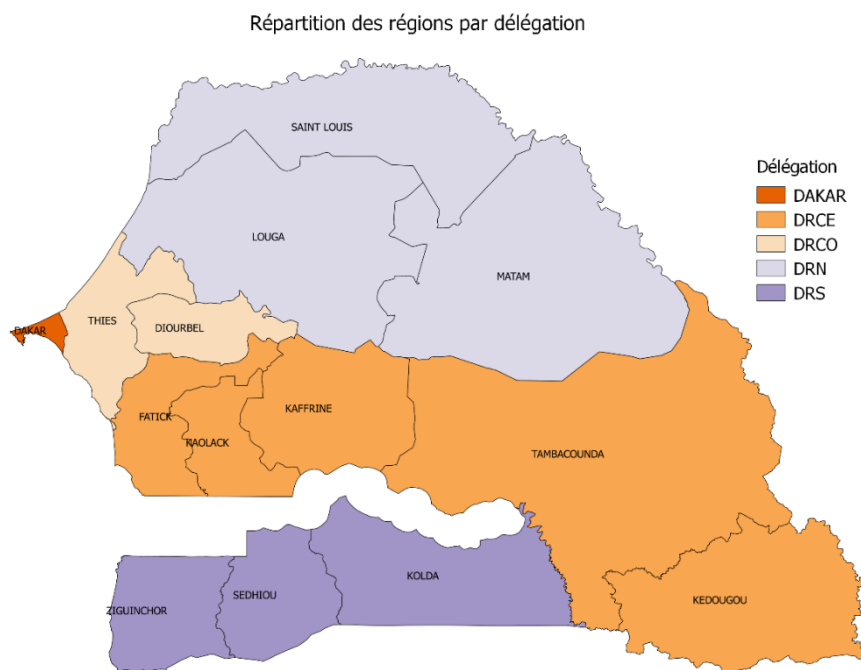 Répartition des régions par délégation
SAINT LOUIS
LOUGA
MATAM
DAKAR
THIES
DIOURBEL
FATICK
KAOLACK
KAFFRINE
TAMBACOUNDA
ZIGUINCHOR
SEDHIOU
KOLDA
KEDOUGOU
Délégation
DAKAR
DRCE
DRCO
DRN
DRS